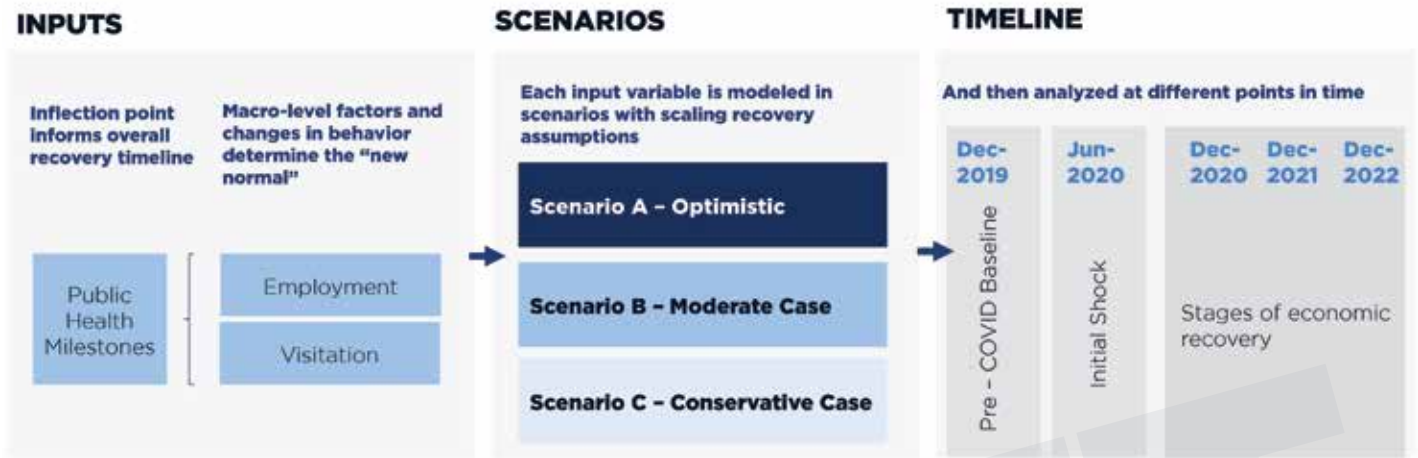 INPUTS
Inflection point
informs overall
recovery timeline
Macro-level factors and
changes in behavior
determine the “new
normal”
Public
Health
Milestones
Employment
Visitation
SCENARIOS
Each input variable is modeled in
scenarios with scaling recovery
assumptions
Scenario A – Optimistic
Scenario B – Moderate Case
Scenario C – Conservative Case
TIMELINE
And then analyzed at different points in time
Dec-
2019
Pre – COVID Baseline
Jun-
2020
Initial Shock
Dec-
2020
Dec-
2021
Dec-
2022
Stages of economic
recovery